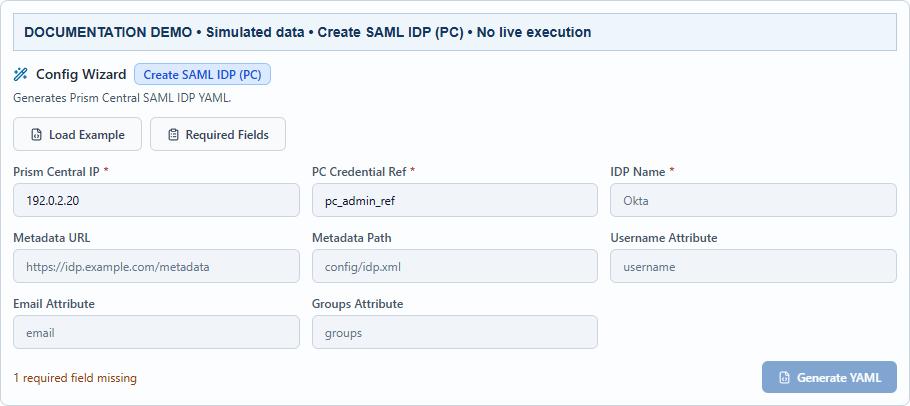 DOCUMENTATION DEMO • Simulated data • Create SAML IDP (PC) • No live execution
Config Wizard Create SAML IDP (PC)
Generates Prism Central SAML IDP YAML.
Load Example Required Fields
Prism Central IP * PC Credential Ref * IDP Name *
192.0.2.20 pc_admin_ref Okta
Metadata URL Metadata Path Username Attribute
https://idp.example.com/metadata config/idp.xml username
Email Attribute Groups Attribute
email groups
1 required field missing Generate YAML